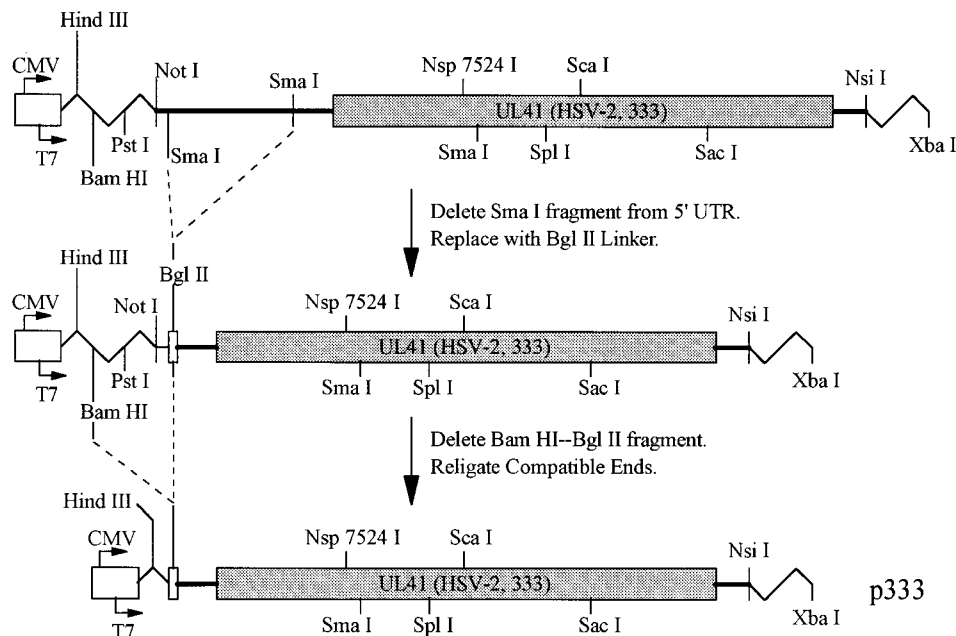 Hind III
CMV
Not I
Sma I
Nsp 7524 I
Sca I
Nsi I
UL41 (HSV-2, 333)
T7
Pst I
Bam HI
Sma I
Sma I
Spl I
Sac I
Xba I
Delete Sma I fragment from 5' UTR.
Replace with Bgl II Linker.
Hind III
Bgl II
CMV
Not I
Nsp 7524 I
Sca I
Nsi I
UL41 (HSV-2, 333)
T7
Pst I
Bam HI
Sma I
Spl I
Sac I
Xba I
Delete Bam HI--Bgl II fragment.
Religate Compatible Ends.
Hind III
CMV
Nsp 7524 I
Sca I
Nsi I
UL41 (HSV-2, 333)
p333
T7
Sma I
Spl I
Sac I
Xba I